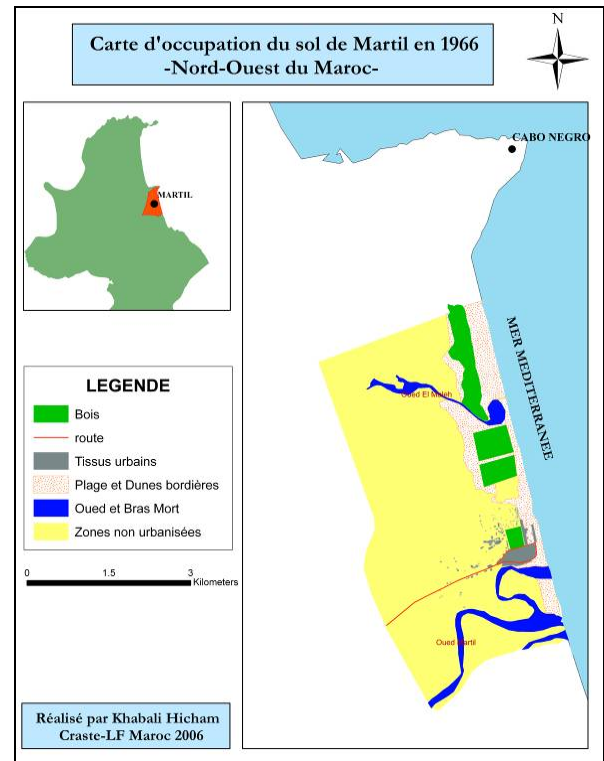 Carte d'occupation du sol de Martil en 1966
-Nord-Ouest du Maroc-
N
CABO NEGRO
MARTIL
MER MEDITERRANEE
Oued El Maleh
Oued Martil
LEGENDE
Bois
route
Tissus urbains
Plage et Dunes bordières
Oued et Bras Mort
Zones non urbanisées
0 1.5 3
Kilometers
Réalisé par Khabali Hicham
Craste-LF Maroc 2006